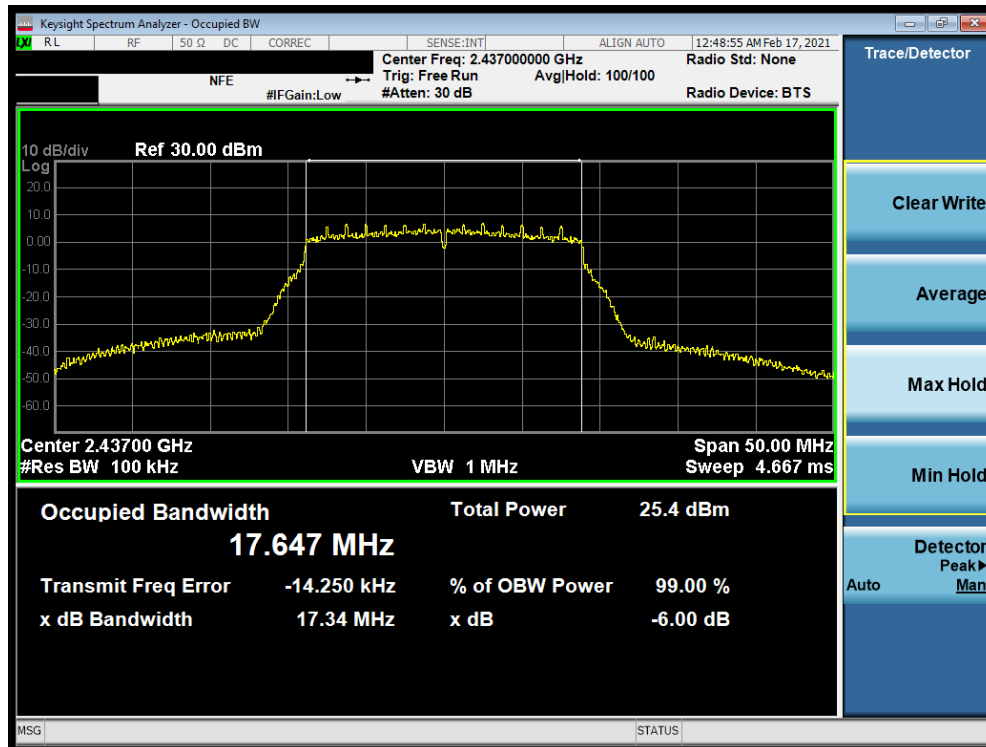 Keysight Spectrum Analyzer - Occupied BW
LXI RL RF 50 Ω DC CORREC SENSE:INT ALIGN AUTO 12:48:55 AM Feb 17, 2021
Center Freq: 2.437000000 GHz Radio Std: None
NFE Trig: Free Run Avg|Hold: 100/100
#IFGain:Low #Atten: 30 dB Radio Device: BTS
Trace/Detector
10 dB/div Ref 30.00 dBm
Log
20.0
10.0
0.00
-10.0
-20.0
-30.0
-40.0
-50.0
-60.0
Center 2.43700 GHz Span 50.00 MHz
#Res BW 100 kHz VBW 1 MHz Sweep 4.667 ms
Occupied Bandwidth Total Power 25.4 dBm
17.647 MHz
Transmit Freq Error -14.250 kHz % of OBW Power 99.00 %
x dB Bandwidth 17.34 MHz x dB -6.00 dB
Clear Write
Average
Max Hold
Min Hold
Detector
Peak▶
Auto Man
MSG STATUS